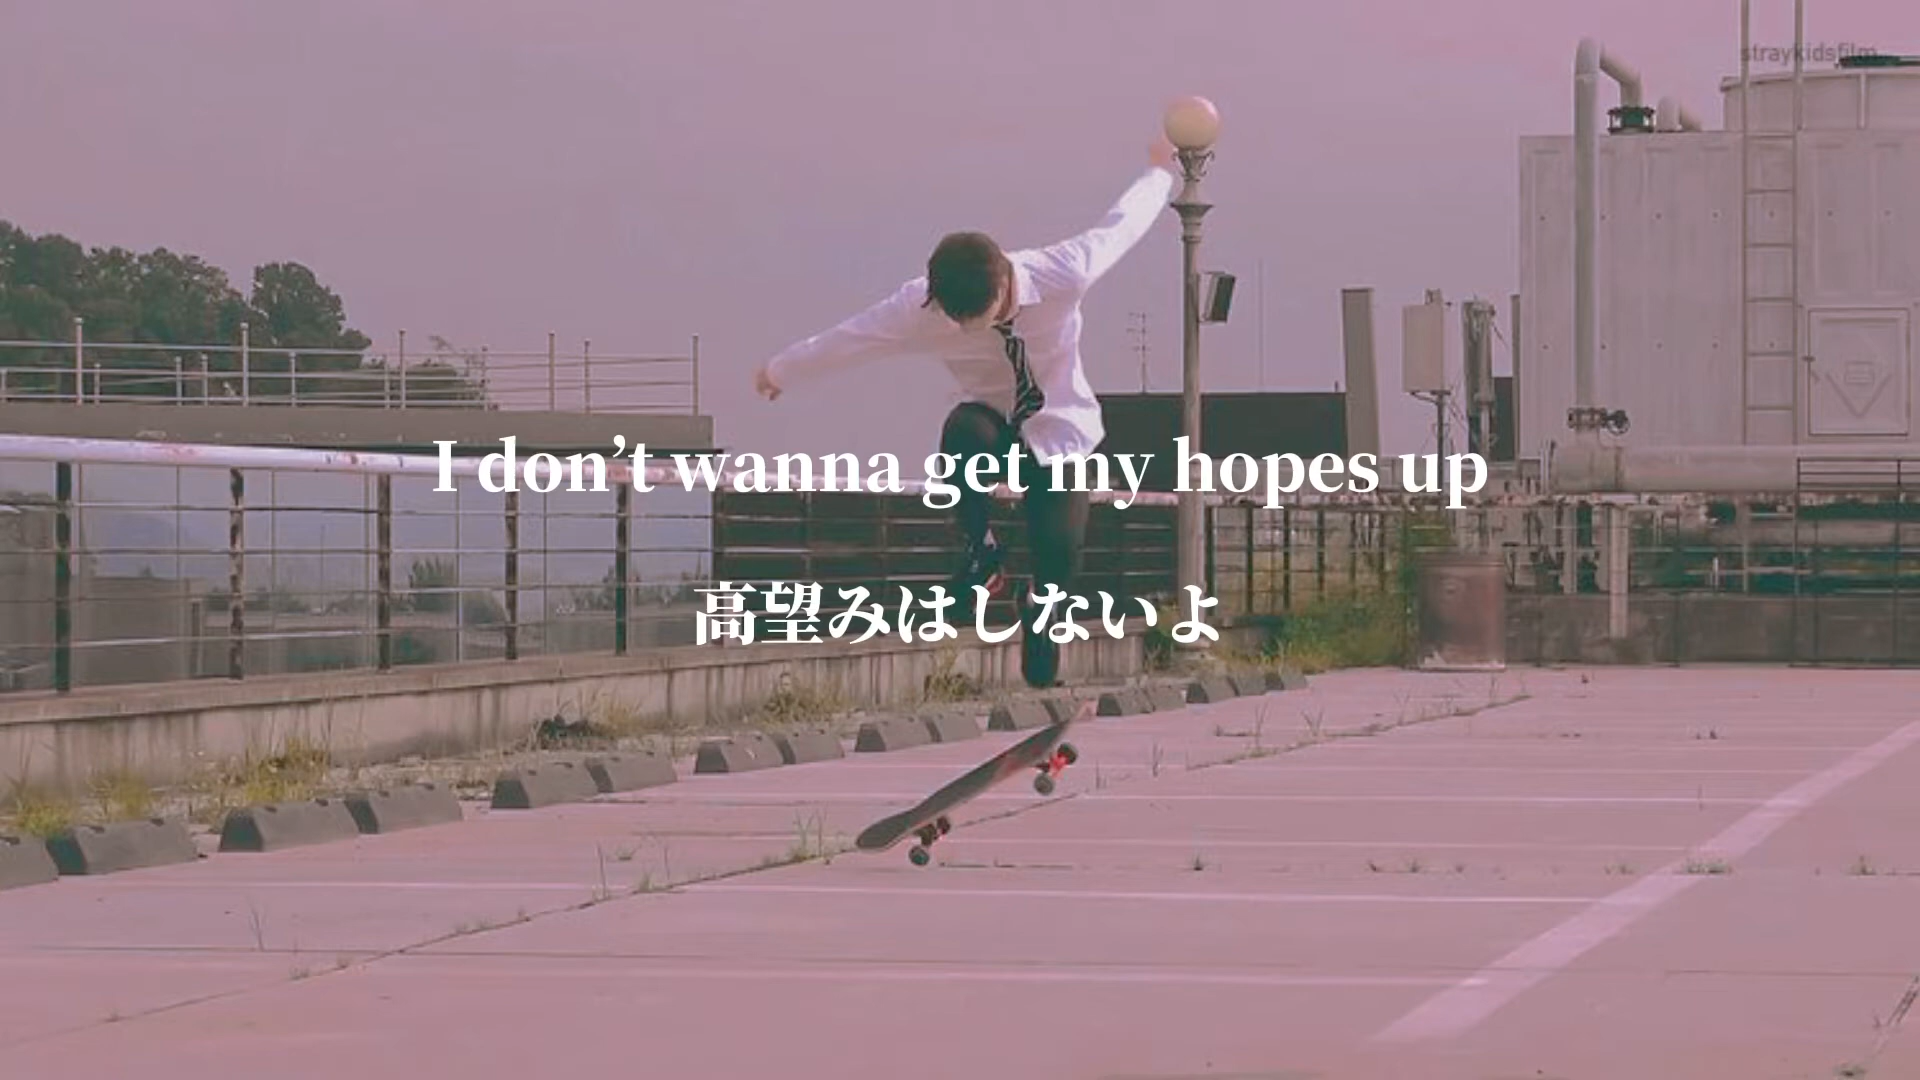 straykidsfilm
I don’t wanna get my hopes up
高望みはしないよ